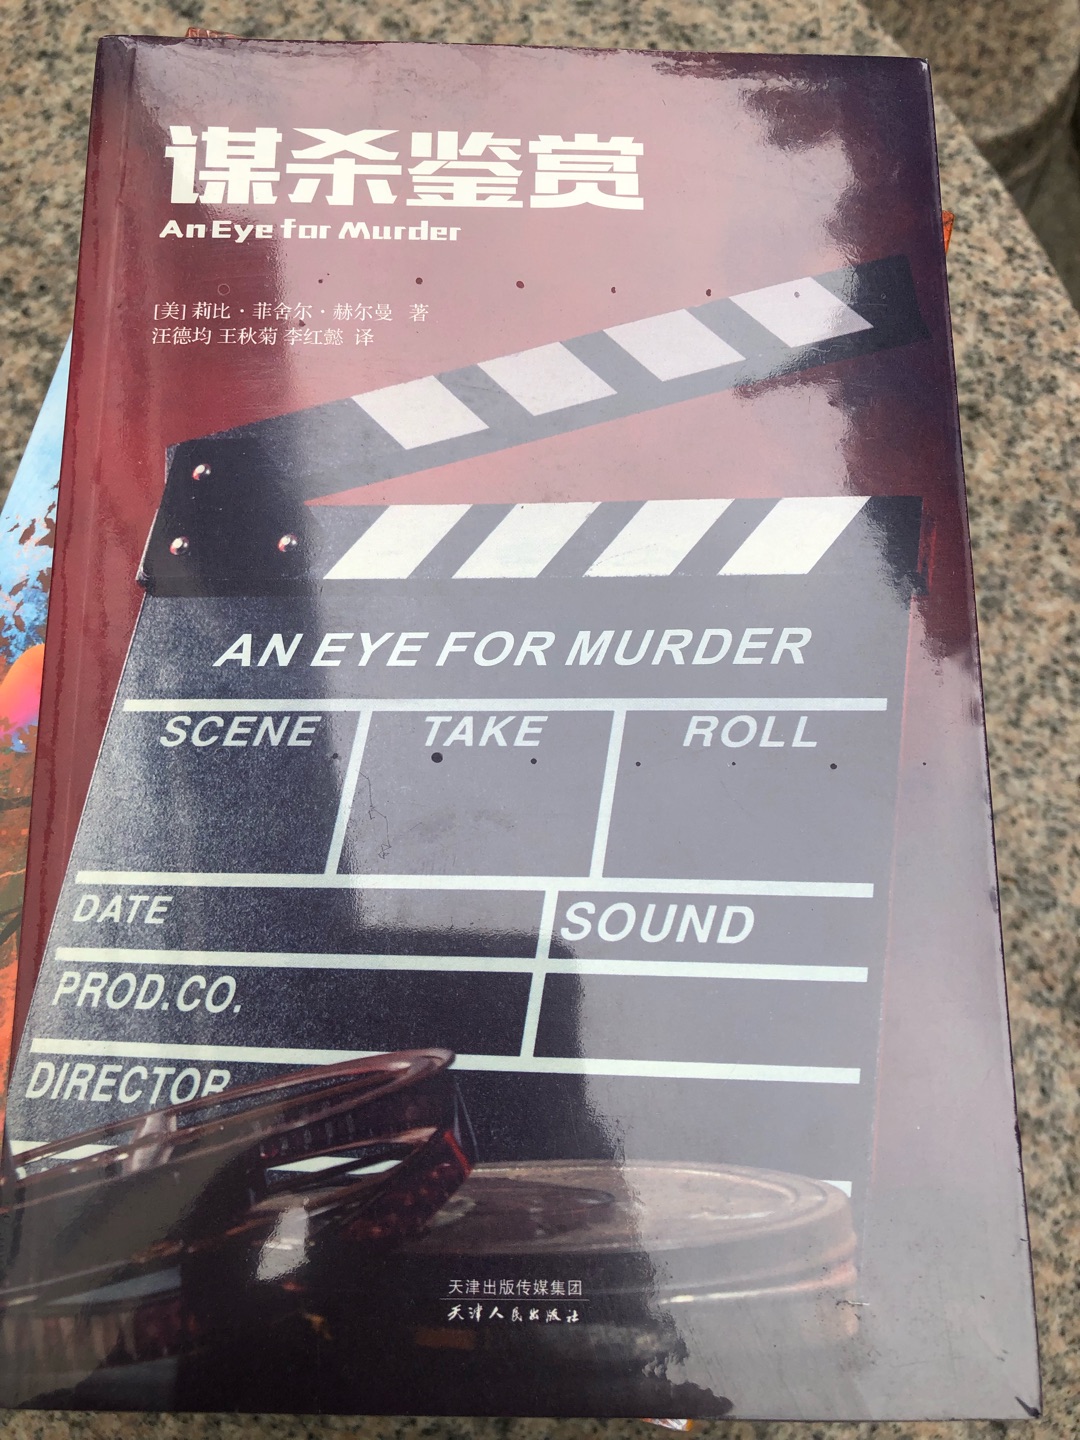 谋杀鉴赏
An Eye for Murder
[美] 莉比·菲舍尔·赫尔曼 著
汪德均 王秋菊 李红懿 译
AN EYE FOR MURDER
SCENE TAKE ROLL
DATE SOUND
PROD.CO.
DIRECTOR
天津出版传媒集团
天津人民出版社